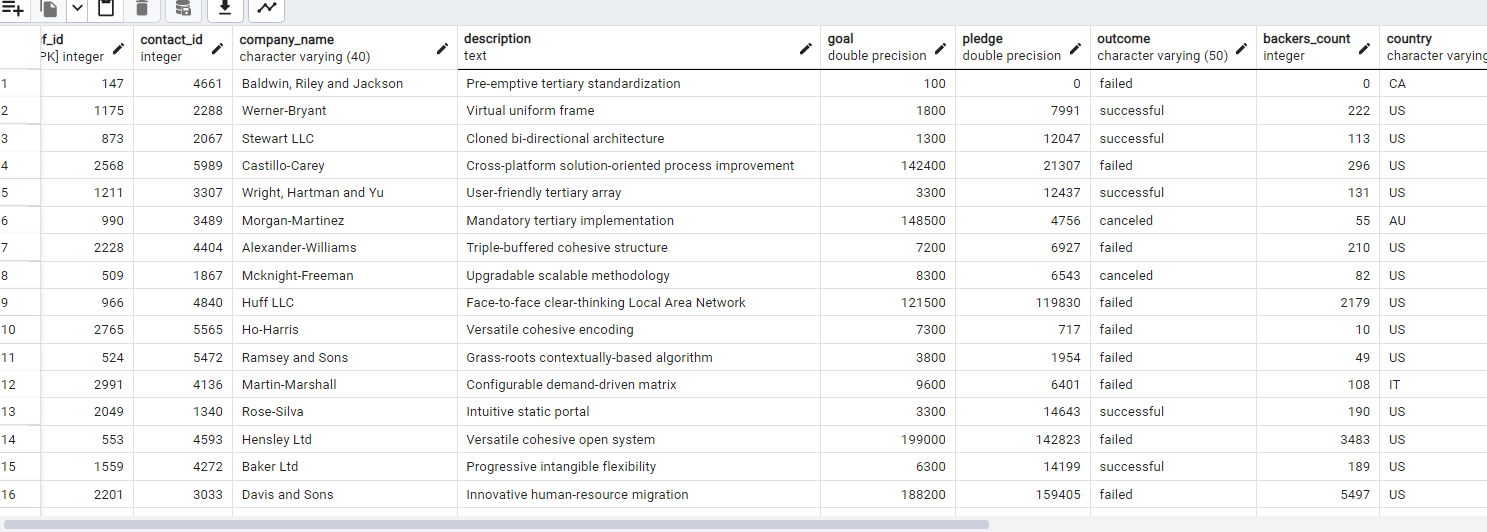 f_id contact_id company_name description goal pledge outcome backers_count country
PK] integer integer character varying (40) text double precision double precision character varying (50) integer character varying
1 147 4661 Baldwin, Riley and Jackson Pre-emptive tertiary standardization 100 0 failed 0 CA
2 1175 2288 Werner-Bryant Virtual uniform frame 1800 7991 successful 222 US
3 873 2067 Stewart LLC Cloned bi-directional architecture 1300 12047 successful 113 US
4 2568 5989 Castillo-Carey Cross-platform solution-oriented process improvement 142400 21307 failed 296 US
5 1211 3307 Wright, Hartman and Yu User-friendly tertiary array 3300 12437 successful 131 US
6 990 3489 Morgan-Martinez Mandatory tertiary implementation 148500 4756 canceled 55 AU
7 2228 4404 Alexander-Williams Triple-buffered cohesive structure 7200 6927 failed 210 US
8 509 1867 Mcknight-Freeman Upgradable scalable methodology 8300 6543 canceled 82 US
9 966 4840 Huff LLC Face-to-face clear-thinking Local Area Network 121500 119830 failed 2179 US
10 2765 5565 Ho-Harris Versatile cohesive encoding 7300 717 failed 10 US
11 524 5472 Ramsey and Sons Grass-roots contextually-based algorithm 3800 1954 failed 49 US
12 2991 4136 Martin-Marshall Configurable demand-driven matrix 9600 6401 failed 108 IT
13 2049 1340 Rose-Silva Intuitive static portal 3300 14643 successful 190 US
14 553 4593 Hensley Ltd Versatile cohesive open system 199000 142823 failed 3483 US
15 1559 4272 Baker Ltd Progressive intangible flexibility 6300 14199 successful 189 US
16 2201 3033 Davis and Sons Innovative human-resource migration 188200 159405 failed 5497 US